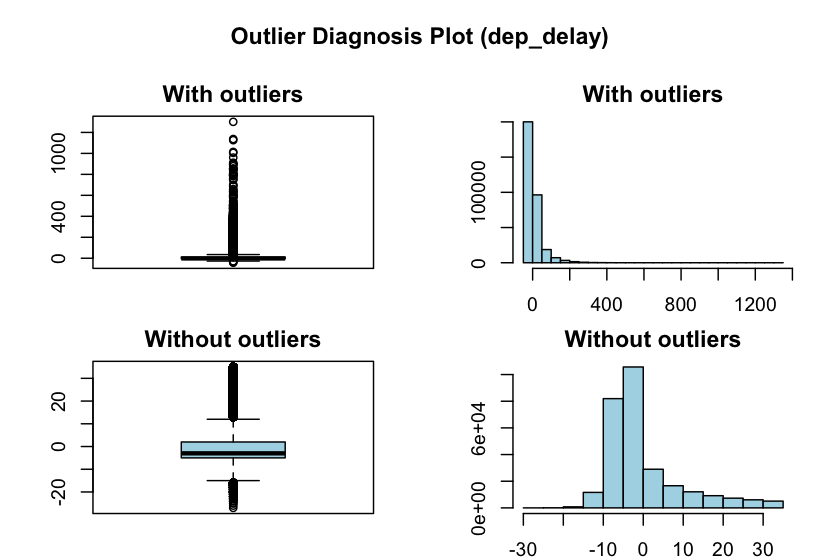 Outlier Diagnosis Plot (dep_delay)
With outliers
0 400 1000
With outliers
0 100000
0 400 800 1200
Without outliers
-20 0 20
Without outliers
0e+00 6e+04
-30 -10 0 10 20 30